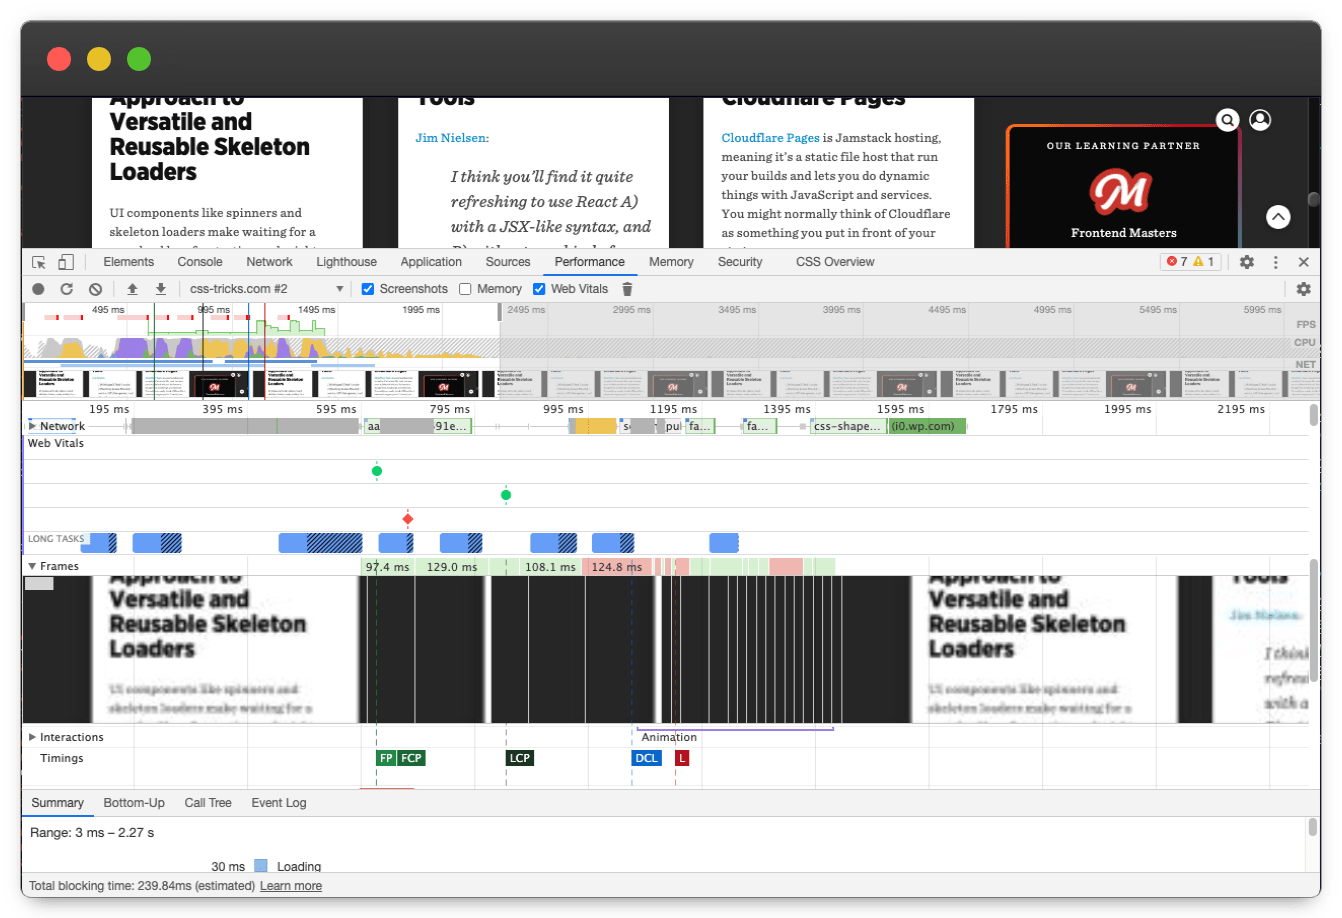 Approach to
Versatile and
Reusable Skeleton
Loaders
UI components like spinners and
skeleton loaders make waiting for a
Tools
Jim Nielsen:
I think you'll find it quite
refreshing to use React A)
with a JSX-like syntax, and
Cloudflare Pages
Cloudflare Pages is Jamstack hosting,
meaning it's a static file host that run
your builds and lets you do dynamic
things with JavaScript and services.
You might normally think of Cloudflare
as something you put in front of your
OUR LEARNING PARTNER
Frontend Masters
Elements Console Network Lighthouse Application Sources Performance Memory Security CSS Overview 7 1
css-tricks.com #2 Screenshots Memory Web Vitals
495 ms 995 ms 1495 ms 1995 ms 2495 ms 2995 ms 3495 ms 3995 ms 4495 ms 4995 ms 5495 ms 5995 ms
FPS
CPU
NET
195 ms 395 ms 595 ms 795 ms 995 ms 1195 ms 1395 ms 1595 ms 1795 ms 1995 ms 2195 ms
Network aa 91e... s pu fa... fa... css-shape... (i0.wp.com)
Web Vitals
LONG TASKS
Frames 97.4 ms 129.0 ms 108.1 ms 124.8 ms
Approach to
Versatile and
Reusable Skeleton
Loaders
UI components like spinners and
skeleton loaders make waiting for a
Approach to
Versatile and
Reusable Skeleton
Loaders
UI components like spinners and
skeleton loaders make waiting for a
Tools
Jim Nielsen:
I think
refres
with a
Interactions Animation
Timings FP FCP LCP DCL L
Summary Bottom-Up Call Tree Event Log
Range: 3 ms – 2.27 s
30 ms Loading
Total blocking time: 239.84ms (estimated) Learn more